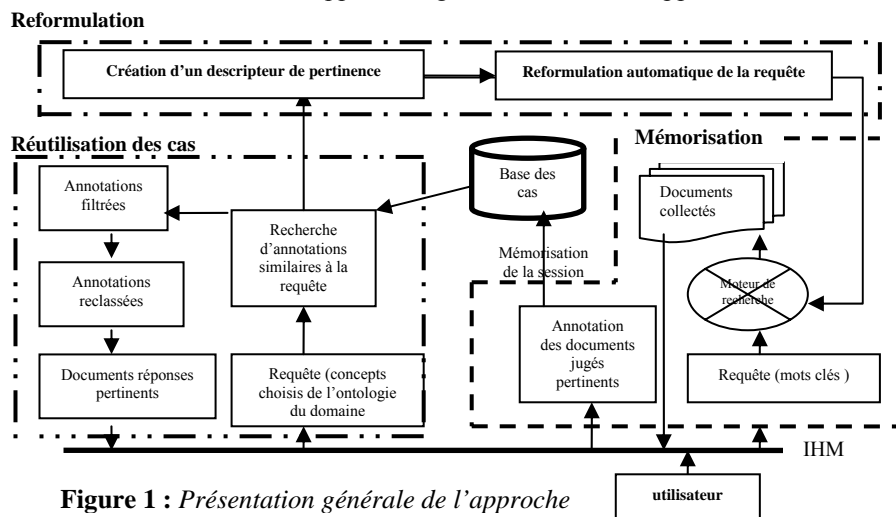 Reformulation
Création d'un descripteur de pertinence
Reformulation automatique de la requête
Réutilisation des cas
Mémorisation
Annotations
filtrées
Recherche
d'annotations
similaires à la
requête
Base des
cas
Documents
collectés
Annotations
reclassées
Mémorisation
de la session
Moteur de
recherche
Documents réponses
pertinents
Requête (concepts
choisis de l'ontologie
du domaine
Annotation
des documents
jugés
pertinents
Requête (mots clés )
IHM
utilisateur
Figure 1 : Présentation générale de l'approche